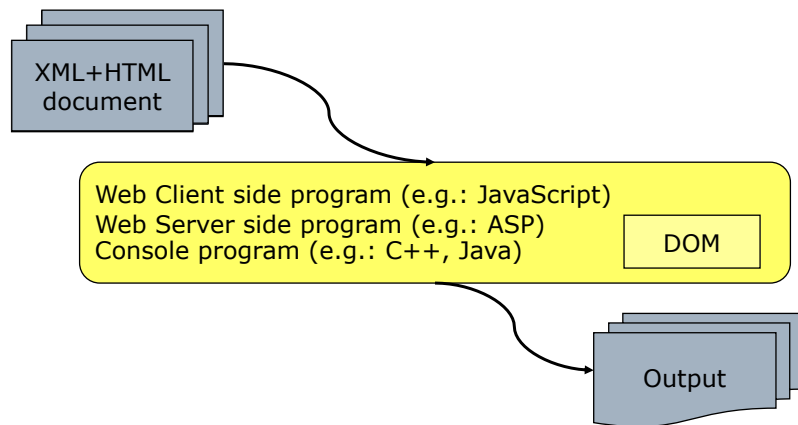 XML+HTML
document
Web Client side program (e.g.: JavaScript)
Web Server side program (e.g.: ASP)
Console program (e.g.: C++, Java)
DOM
Output